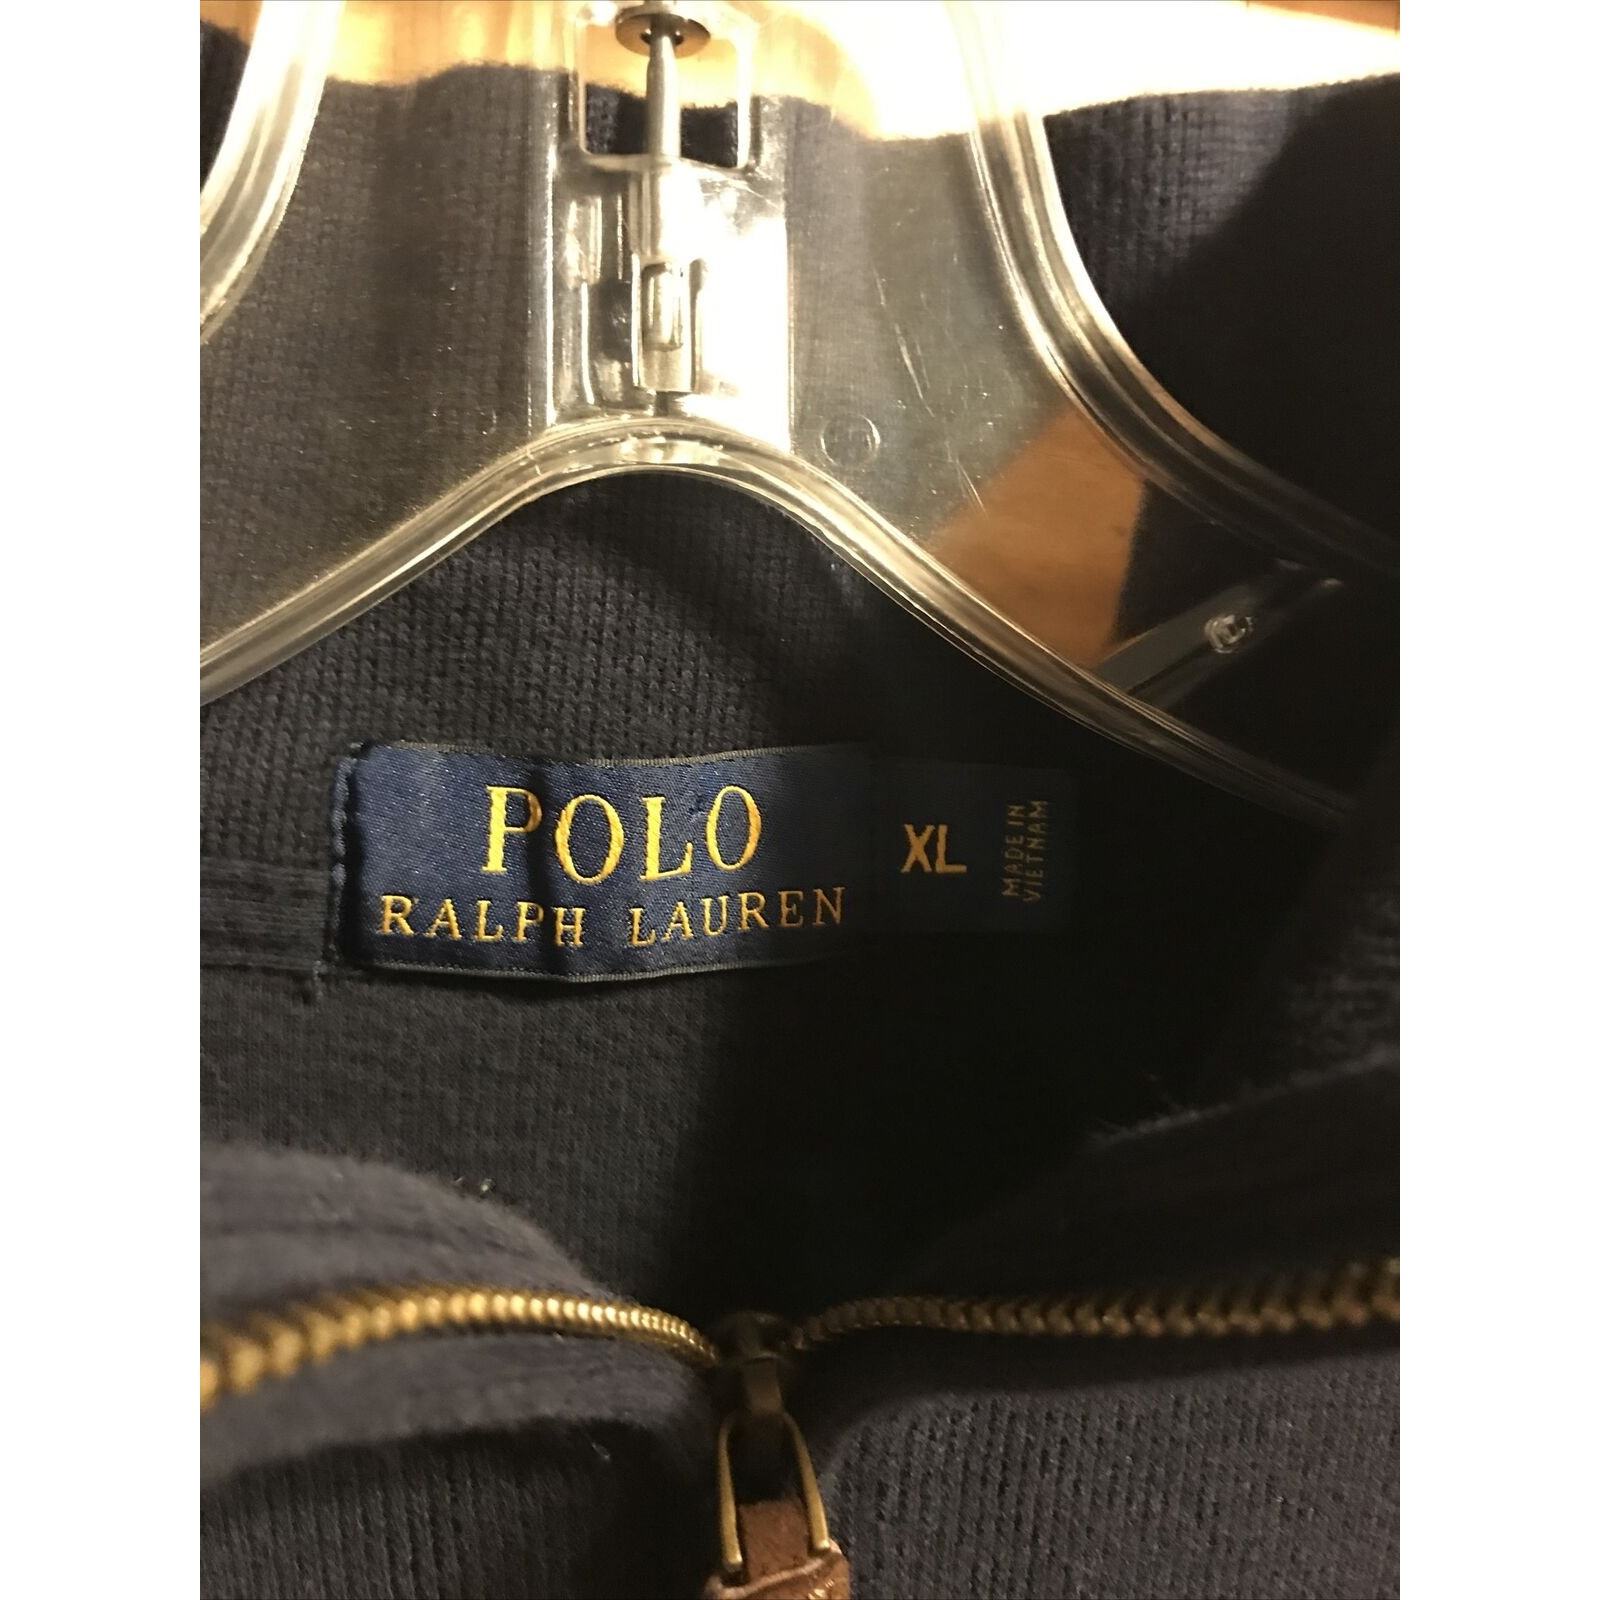 POLO
RALPH LAUREN
XL
MADE IN
VIETNAM